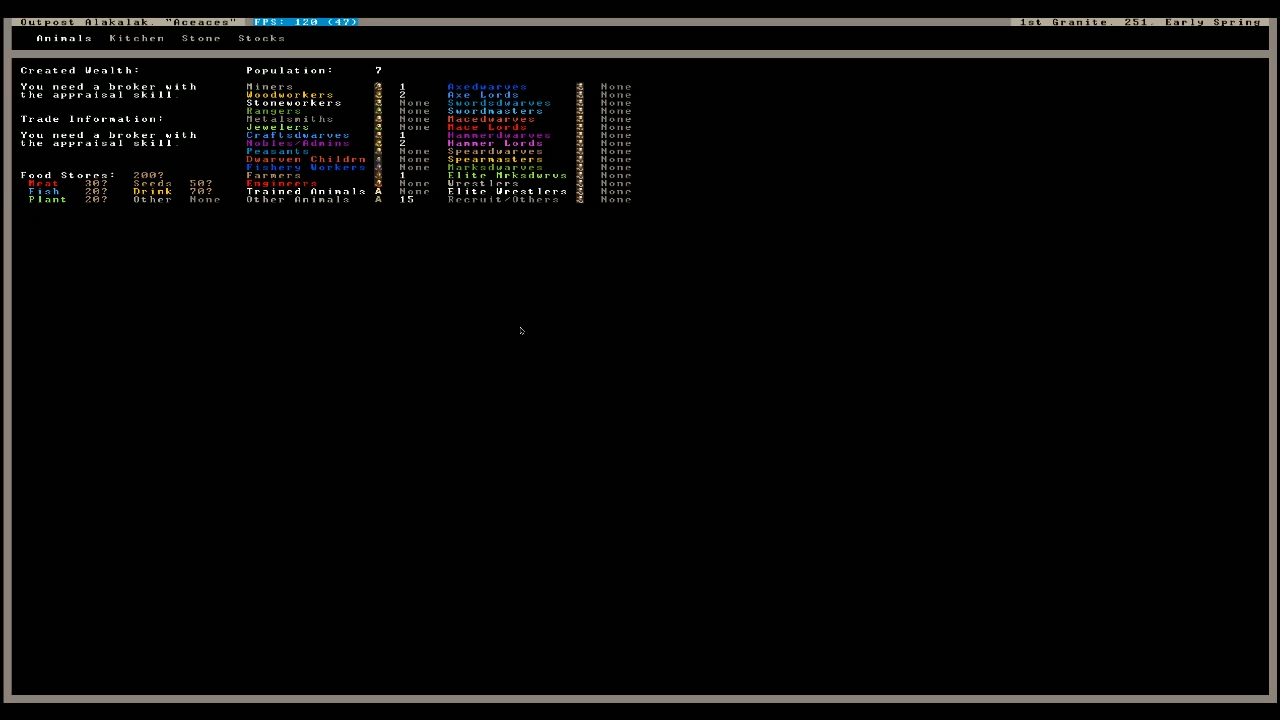 Outpost Alakalak, "Aceaces" FPS: 120 (47) 1st Granite, 251, Early Spring
Animals Kitchen Stone Stocks
Created Wealth: Population: 7
You need a broker with Miners 1 Axedwarves None
the appraisal skill. Woodworkers 2 Axe Lords None
Stoneworkers None Swordsdwarves None
Rangers Swordmasters None
Trade Information: Metalsmiths None Macedwarves None
Jewelers None Mace Lords None
You need a broker with Craftsdwarves 1 Hammerdwarves None
the appraisal skill. Nobles/Admins 2 Hammer Lords None
Peasants None Speardwarves None
Dwarven Childrn None Spearmasters None
Fishery Workers None Marksdwarves None
Food Stores: 200? Farmers 1 Elite Mrksdwrvs None
Meat 30? Seeds 50? Engineers None Wrestlers None
Fish 20? Drink 70? Trained Animals A None Elite Wrestlers None
Plant 20? Other None Other Animals A 15 Recruit/Others None